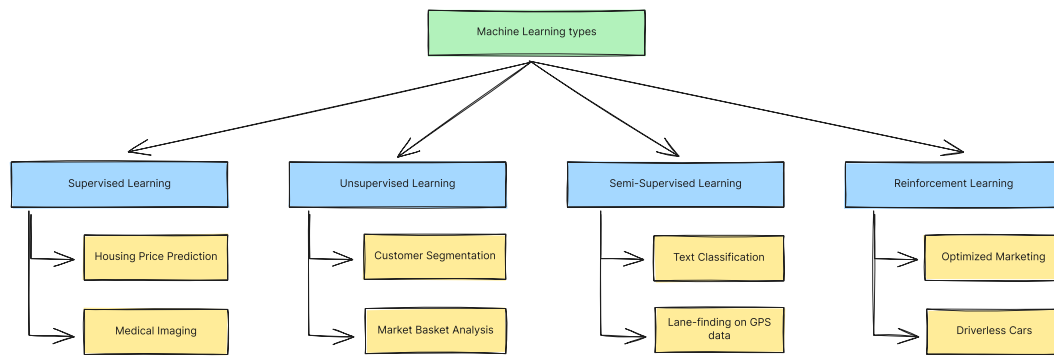 Machine Learning types
Supervised Learning
Unsupervised Learning
Semi-Supervised Learning
Reinforcement Learning
Housing Price Prediction
Customer Segmentation
Text Classification
Optimized Marketing
Medical Imaging
Market Basket Analysis
Lane-finding on GPS
data
Driverless Cars